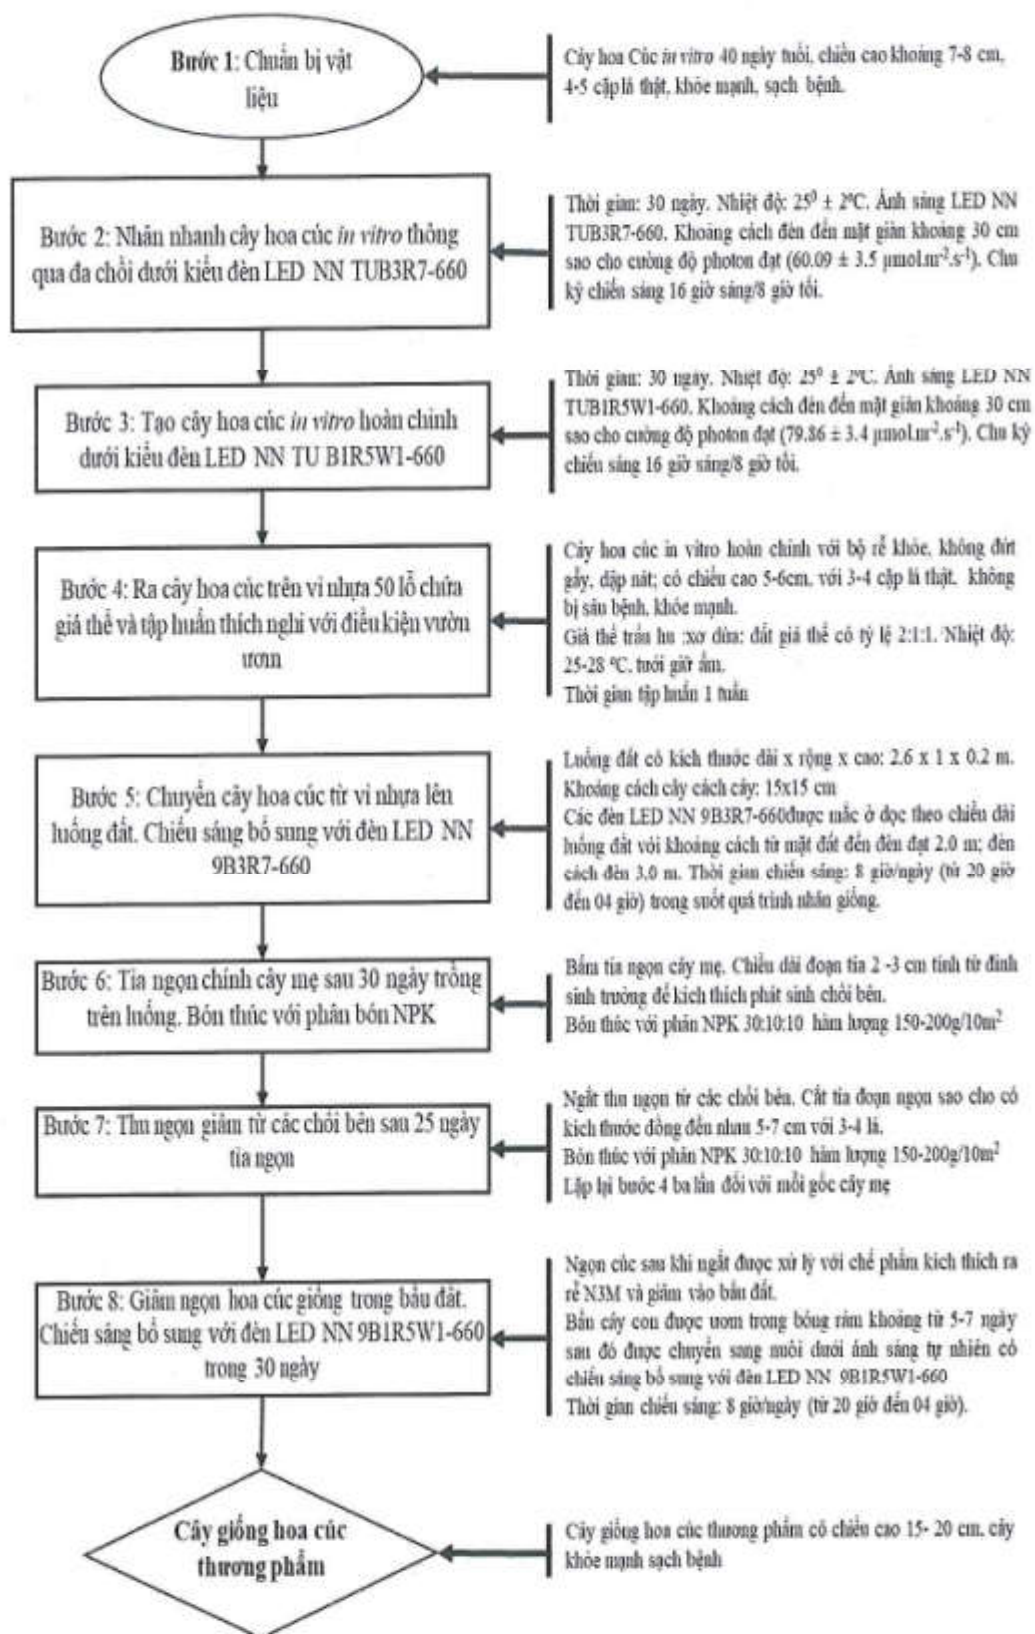 Bước 1: Chuẩn bị vật
liệu
Cây hoa Cúc in vitro 40 ngày tuổi, chiều cao khoảng 7-8 cm,
4-5 cặp lá thật, khỏe mạnh, sạch bệnh.
Bước 2: Nhân nhanh cây hoa cúc in vitro thông
qua đa chồi dưới kiểu đèn LED NN TUB3R7-660
Thời gian: 30 ngày. Nhiệt độ: 25⁰ ± 2ºC. Ánh sáng LED NN
TUB3R7-660. Khoảng cách đèn đến mặt giàn khoảng 30 cm
sao cho cường độ photon đạt (60.09 ± 3.5 µmol.m⁻².s⁻¹). Chu
kỳ chiếu sáng 16 giờ sáng/8 giờ tối.
Bước 3: Tạo cây hoa cúc in vitro hoàn chỉnh
dưới kiểu đèn LED NN TU B1R5W1-660
Thời gian: 30 ngày. Nhiệt độ: 25⁰ ± 2ºC. Ánh sáng LED NN
TUB1R5W1-660. Khoảng cách đèn đến mặt giàn khoảng 30 cm
sao cho cường độ photon đạt (79.86 ± 3.4 µmol.m⁻².s⁻¹). Chu kỳ
chiếu sáng 16 giờ sáng/8 giờ tối.
Bước 4: Ra cây hoa cúc trên vỉ nhựa 50 lỗ chứa
giá thể và tập huấn thích nghi với điều kiện vườn
ươm
Cây hoa cúc in vitro hoàn chỉnh với bộ rễ khỏe, không đứt
gãy, dập nát; có chiều cao 5-6cm, với 3-4 cặp lá thật, không
bị sâu bệnh, khỏe mạnh.
Giá thể trấu hu :xơ dừa: đất giá thể có tỷ lệ 2:1:1. Nhiệt độ:
25-28 ºC, tưới giữ ẩm.
Thời gian tập huấn 1 tuần
Bước 5: Chuyển cây hoa cúc từ vỉ nhựa lên
luống đất. Chiếu sáng bổ sung với đèn LED NN
9B3R7-660
Luống đất có kích thước dài x rộng x cao: 2.6 x 1 x 0.2 m.
Khoảng cách cây cách cây: 15x15 cm
Các đèn LED NN 9B3R7-660được mắc ở dọc theo chiều dài
luống đất với khoảng cách từ mặt đất đến đèn đạt 2.0 m; đèn
cách đèn 3,0 m. Thời gian chiếu sáng: 8 giờ/ngày (từ 20 giờ
đến 04 giờ) trong suốt quá trình nhân giống.
Bước 6: Tỉa ngọn chính cây mẹ sau 30 ngày trồng
trên luống. Bón thúc với phân bón NPK
Bấm tỉa ngọn cây mẹ. Chiều dài đoạn tỉa 2 -3 cm tính từ đỉnh
sinh trưởng để kích thích phát sinh chồi bên.
Bón thúc với phân NPK 30:10:10 hàm lượng 150-200g/10m²
Bước 7: Thu ngọn giâm từ các chồi bên sau 25 ngày
tỉa ngọn
Ngắt thu ngọn từ các chồi bên. Cắt tỉa đoạn ngọn sao cho có
kích thước đồng đều nhau 5-7 cm với 3-4 lá.
Bón thúc với phân NPK 30:10:10 hàm lượng 150-200g/10m²
Lặp lại bước 4 ba lần đối với mỗi gốc cây mẹ
Bước 8: Giâm ngọn hoa cúc giống trong bầu đất.
Chiếu sáng bổ sung với đèn LED NN 9B1R5W1-660
trong 30 ngày
Ngọn cúc sau khi ngắt được xử lý với chế phẩm kích thích ra
rễ N3M và giâm vào bầu đất.
Bầu cây con được ươm trong bóng râm khoảng từ 5-7 ngày
sau đó được chuyển sang nuôi dưới ánh sáng tự nhiên có
chiếu sáng bổ sung với đèn LED NN 9B1R5W1-660
Thời gian chiếu sáng: 8 giờ/ngày (từ 20 giờ đến 04 giờ).
Cây giống hoa cúc
thương phẩm
Cây giống hoa cúc thương phẩm có chiều cao 15- 20 cm, cây
khỏe mạnh sạch bệnh